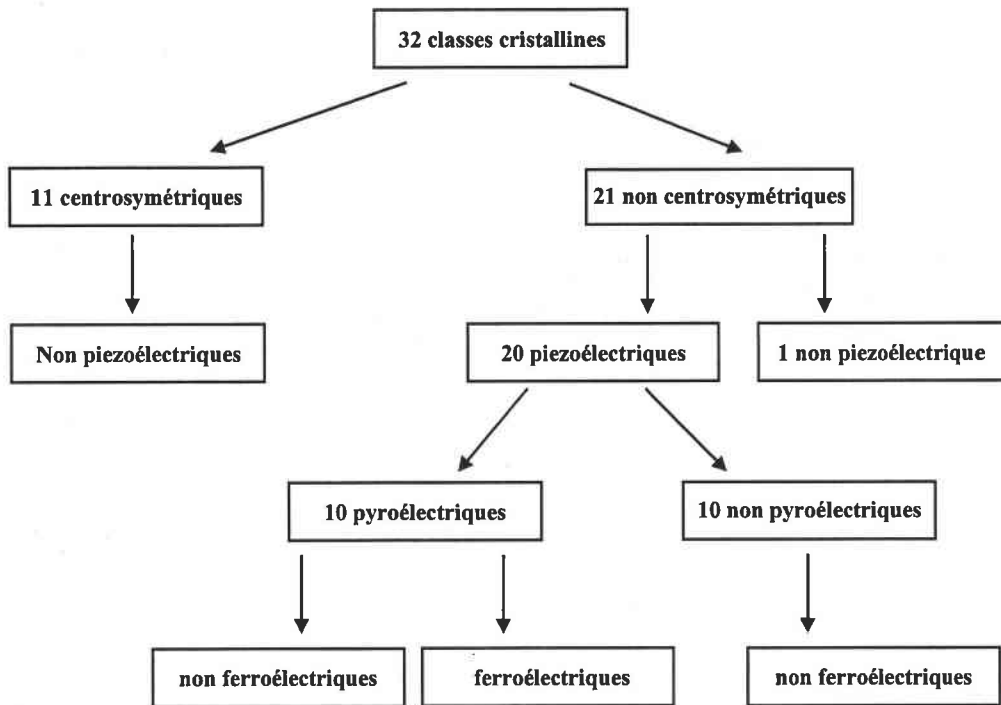 32 classes cristallines
11 centrosymétriques
21 non centrosymétriques
Non piezoélectriques
20 piezoélectriques
1 non piezoélectrique
10 pyroélectriques
10 non pyroélectriques
non ferroélectriques
ferroélectriques
non ferroélectriques